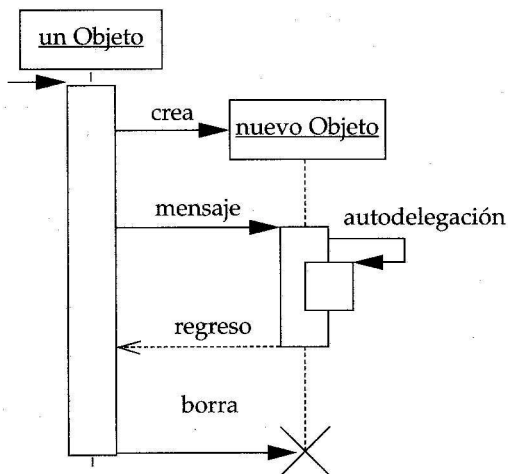 un Objeto
crea
nuevo Objeto
mensaje
autodelegación
regreso
borra